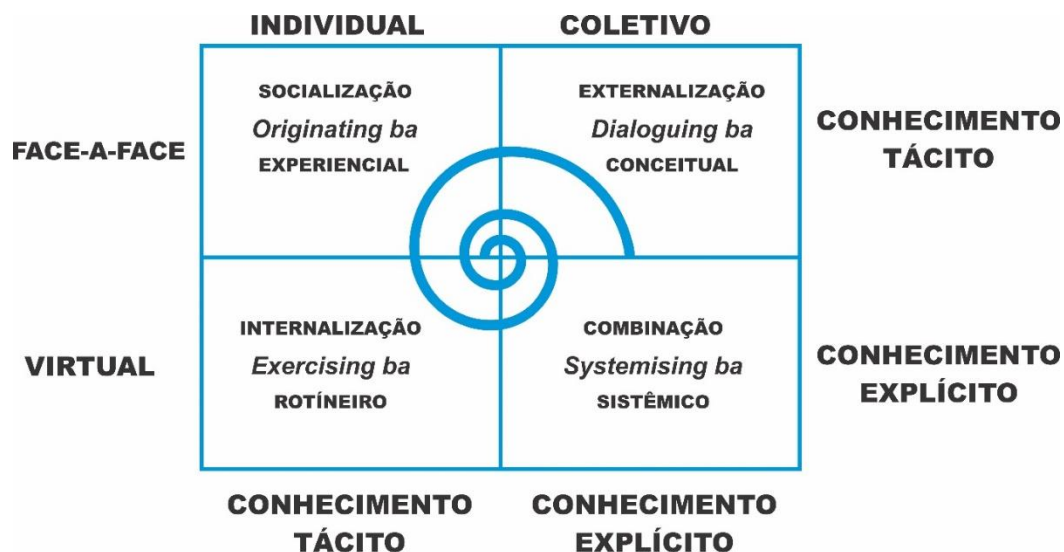 INDIVIDUAL
COLETIVO
SOCIALIZAÇÃO
Originating ba
EXPERIENCIAL
EXTERNALIZAÇÃO
Dialoguing ba
CONCEITUAL
FACE-A-FACE
CONHECIMENTO
TÁCITO
INTERNALIZAÇÃO
Exercising ba
ROTÍNEIRO
COMBINAÇÃO
Systemising ba
SISTÊMICO
VIRTUAL
CONHECIMENTO
EXPLÍCITO
CONHECIMENTO
TÁCITO
CONHECIMENTO
EXPLÍCITO